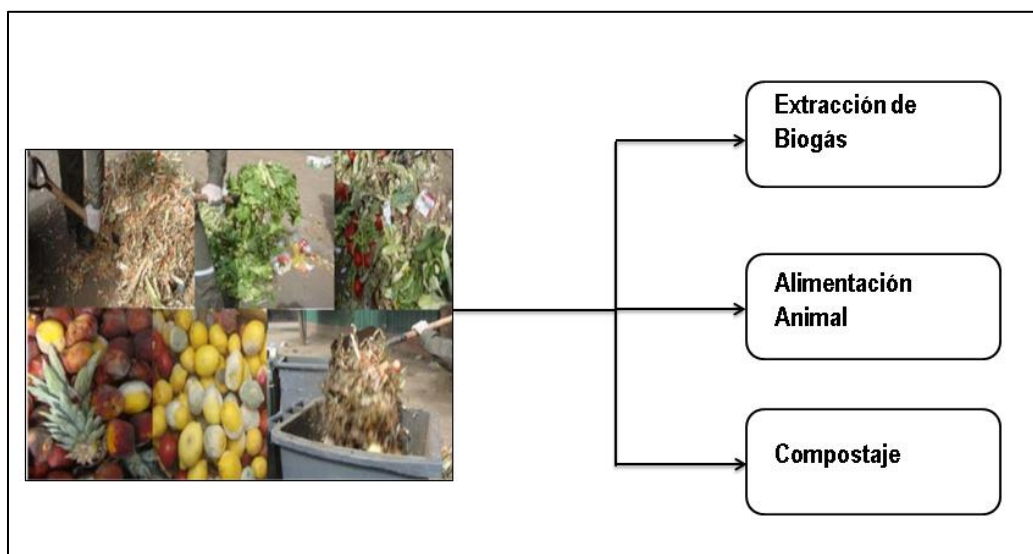 Extracción de
Biogás
Alimentación
Animal
Compostaje